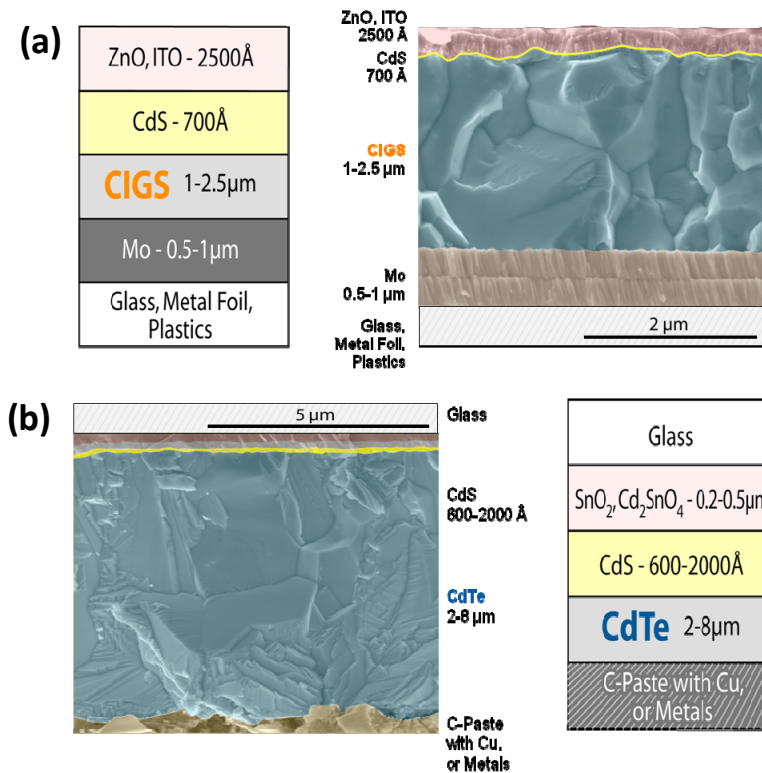 (a)
ZnO, ITO - 2500Å
CdS - 700Å
CIGS 1-2.5µm
Mo - 0.5-1µm
Glass, Metal Foil,
Plastics
ZnO, ITO
2500 Å
CdS
700 Å
CIGS
1-2.5 µm
Mo
0.5-1 µm
Glass,
Metal Foil,
Plastics
2 µm
(b)
5 µm
Glass
CdS
600-2000 Å
CdTe
2-8 µm
C-Paste
with Cu,
or Metals
Glass
SnO2, Cd2SnO4 - 0.2-0.5µm
CdS - 600-2000Å
CdTe 2-8µm
C-Paste with Cu,
or Metals